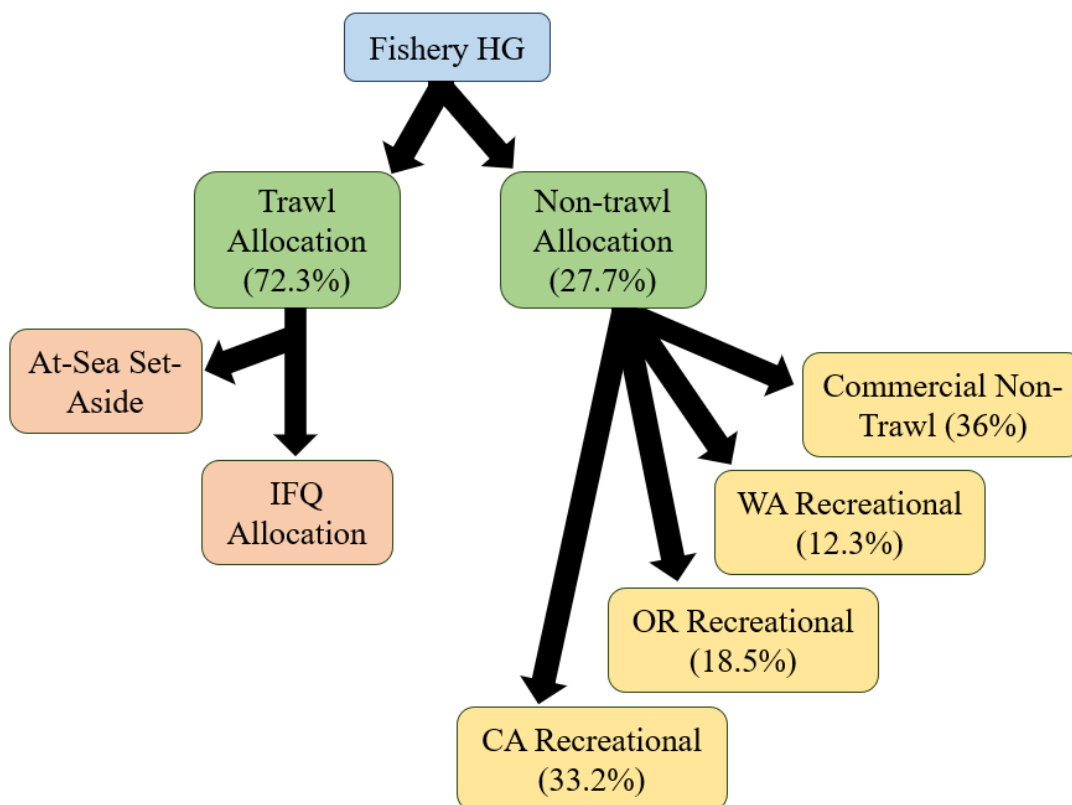 Fishery HG
Trawl
Allocation
(72.3%)
Non-trawl
Allocation
(27.7%)
At-Sea Set-
Aside
IFQ
Allocation
Commercial Non-
Trawl (36%)
WA Recreational
(12.3%)
OR Recreational
(18.5%)
CA Recreational
(33.2%)